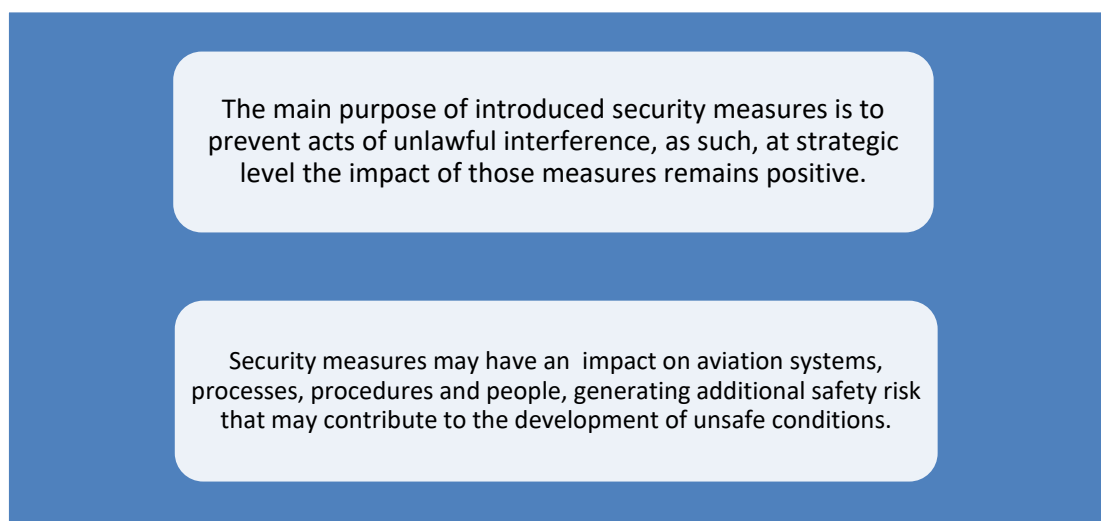 The main purpose of introduced security measures is to
prevent acts of unlawful interference, as such, at strategic
level the impact of those measures remains positive.
Security measures may have an  impact on aviation systems,
processes, procedures and people, generating additional safety risk
that may contribute to the development of unsafe conditions.